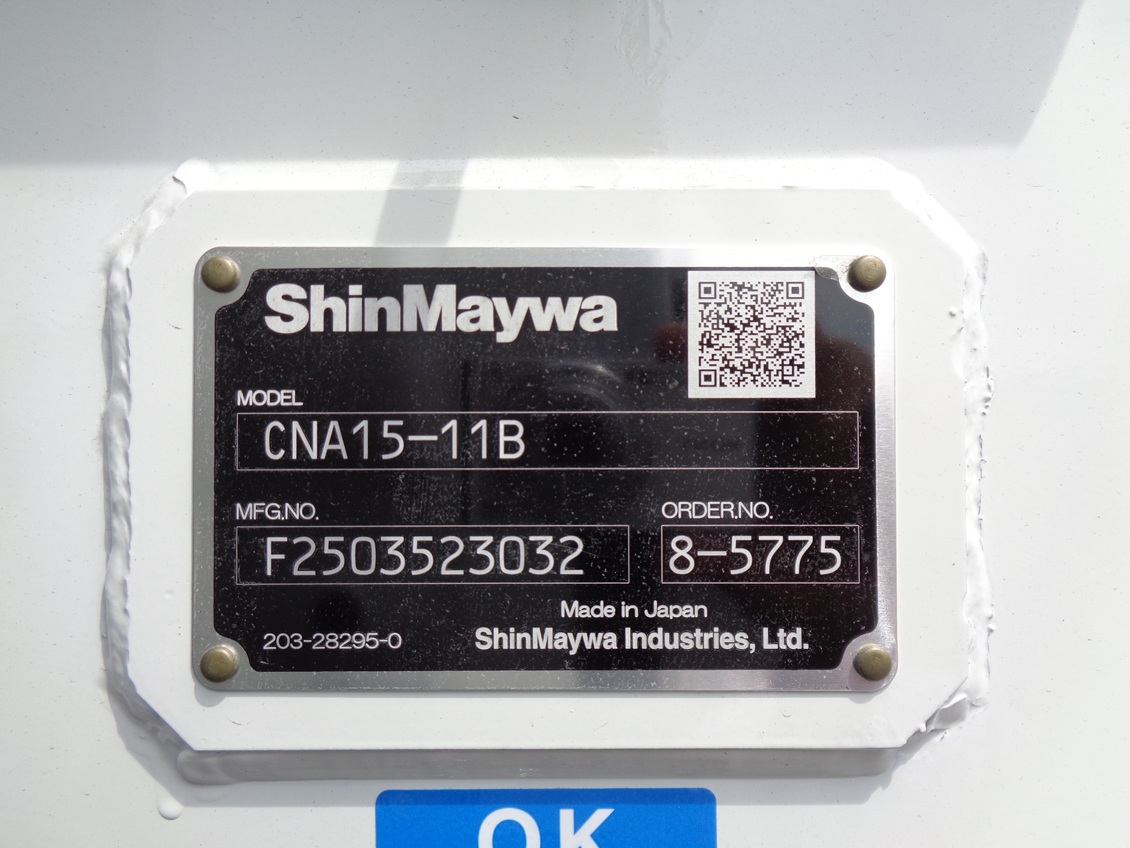 ShinMaywa
MODEL
CNA15-11B
MFG.NO. ORDER.NO.
F2503523032 8-5775
Made in Japan
203-28295-0 ShinMaywa Industries, Ltd.
OK